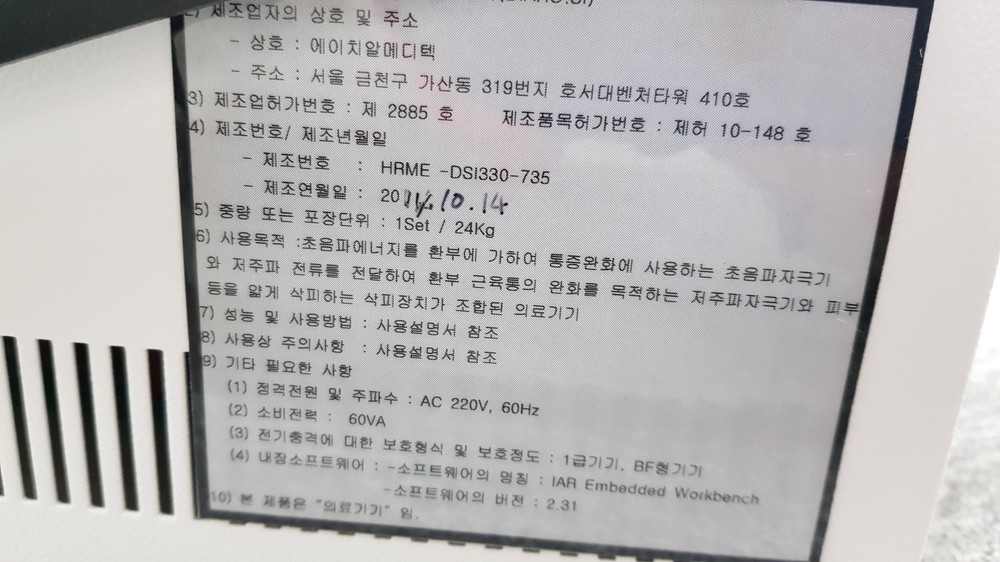 2) 제조업자의 상호 및 주소
- 상호 : 에이치알메디텍
- 주소 : 서울 금천구 가산동 319번지 호서대벤처타워 410호
3) 제조업허가번호 : 제 2885 호 제조품목허가번호 : 제허 10-148 호
4) 제조번호/ 제조년월일
- 제조번호 : HRME -DSI330-735
- 제조연월일 : 2011. 10. 14
5) 중량 또는 포장단위 : 1Set / 24Kg
6) 사용목적 :초음파에너지를 환부에 가하여 통증완화에 사용하는 초음파자극기
와 저주파 전류를 전달하여 환부 근육통의 완화를 목적하는 저주파자극기와 피부
등을 얇게 삭피하는 삭피장치가 조합된 의료기기
7) 성능 및 사용방법 : 사용설명서 참조
8) 사용상 주의사항 : 사용설명서 참조
9) 기타 필요한 사항
(1) 정격전원 및 주파수 : AC 220V, 60Hz
(2) 소비전력 : 60VA
(3) 전기충격에 대한 보호형식 및 보호정도 : 1급기기, BF형기기
(4) 내장소프트웨어 : -소프트웨어의 명칭 : IAR Embedded Workbench
-소프트웨어의 버전 : 2.31
10) 본 제품은 "의료기기" 임.